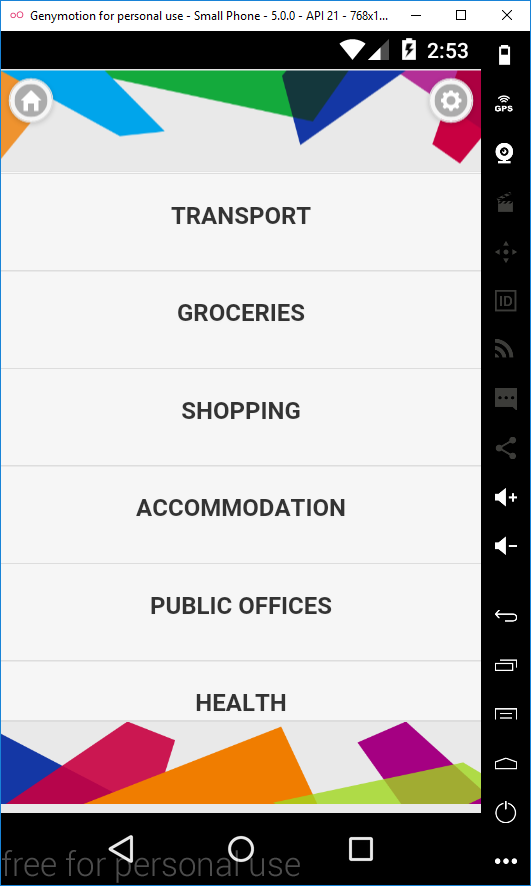 Genymotion for personal use - Small Phone - 5.0.0 - API 21 - 768x1...
2:53
GPS
TRANSPORT
GROCERIES
ID
SHOPPING
ACCOMMODATION
PUBLIC OFFICES
HEALTH
free for personal use